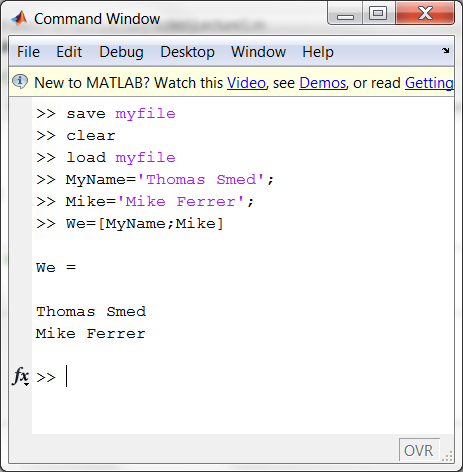 Command Window
File Edit Debug Desktop Window Help
New to MATLAB? Watch this Video, see Demos, or read Getting
>> save myfile
>> clear
>> load myfile
>> MyName='Thomas Smed';
>> Mike='Mike Ferrer';
>> We=[MyName;Mike]
We =
Thomas Smed
Mike Ferrer
fx >>
OVR